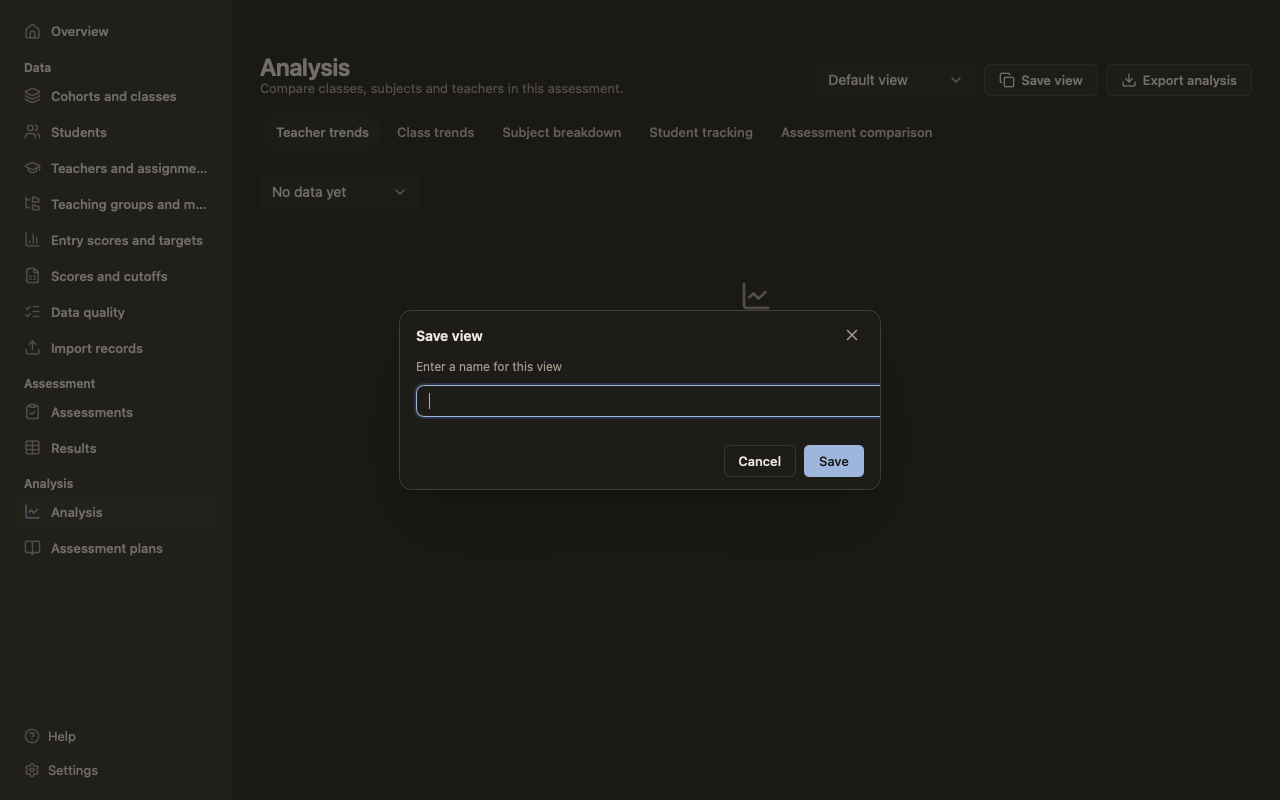 Overview
Data
Cohorts and classes
Students
Teachers and assignme...
Teaching groups and m...
Entry scores and targets
Scores and cutoffs
Data quality
Import records
Assessment
Assessments
Results
Analysis
Analysis
Assessment plans
Help
Settings
Analysis
Compare classes, subjects and teachers in this assessment.
Default view
Save view
Export analysis
Teacher trends
Class trends
Subject breakdown
Student tracking
Assessment comparison
No data yet
Save view
Enter a name for this view
Cancel
Save